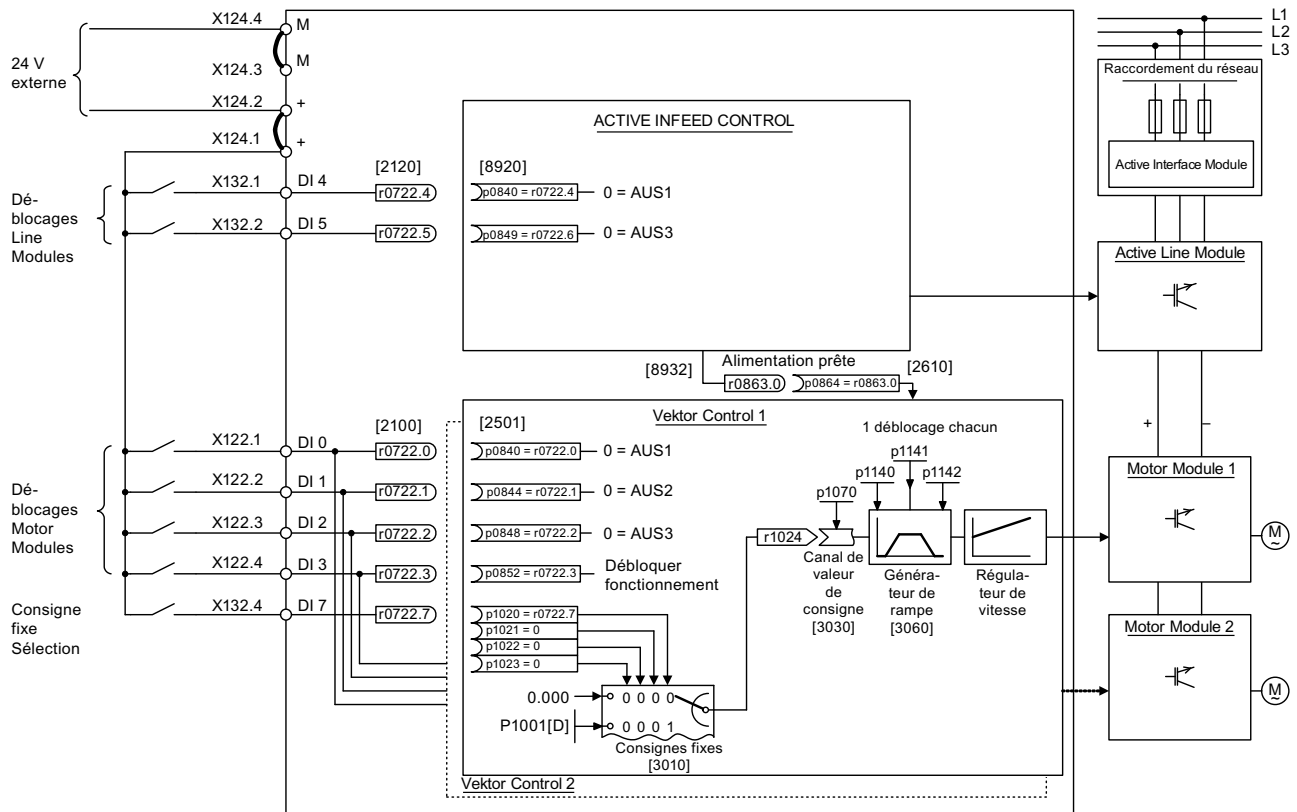 X124.4
M
M
X124.3
24 V
externe
X124.2
+
+
X124.1
[2120]
Dé-
blocages
Line
Modules
X132.1
DI 4
r0722.4
X132.2
DI 5
r0722.5
ACTIVE INFEED CONTROL
[8920]
p0840 = r0722.4
0 = AUS1
p0849 = r0722.6
0 = AUS3
L1
L2
L3
Raccordement du réseau
Active Interface Module
Active Line Module
+
–
[8932]
Alimentation prête
r0863.0
p0864 = r0863.0
[2610]
Dé-
blocages
Motor
Modules
[2100]
X122.1
DI 0
r0722.0
X122.2
DI 1
r0722.1
X122.3
DI 2
r0722.2
X122.4
DI 3
r0722.3
Consigne
fixe
Sélection
X132.4
DI 7
r0722.7
Vektor Control 1
[2501]
p0840 = r0722.0
0 = AUS1
p0844 = r0722.1
0 = AUS2
p0848 = r0722.2
0 = AUS3
p0852 = r0722.3
Débloquer
fonctionnement
p1020 = r0722.7
p1021 = 0
p1022 = 0
p1023 = 0
0.000
0 0 0 0
P1001[D]
0 0 0 1
Consignes fixes
[3010]
1 déblocage chacun
p1141
p1140
p1142
p1070
r1024
Canal de
valeur
de
consigne
[3030]
Généra-
teur de
rampe
[3060]
Régula-
teur de
vitesse
Vektor Control 2
Motor Module 1
M
~
Motor Module 2
M
~